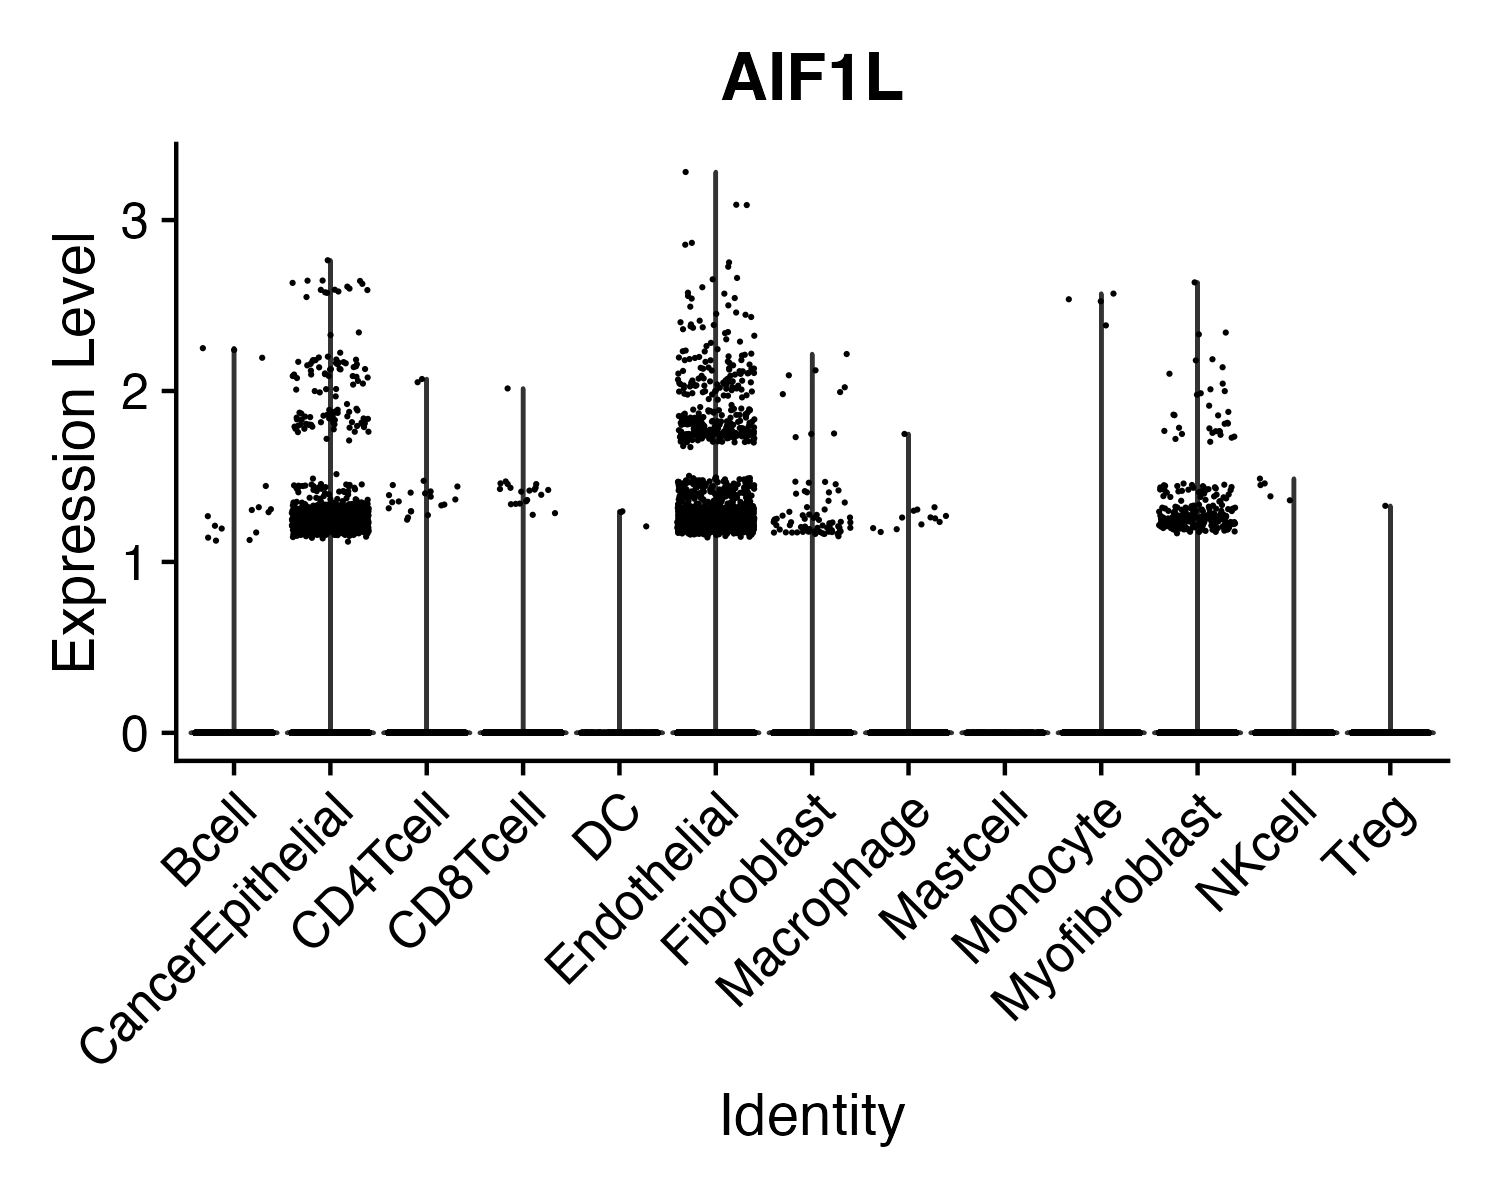 AIF1L
Expression Level
3
2
1
0
Bcell
CancerEpithelial
CD4Tcell
CD8Tcell
DC
Endothelial
Fibroblast
Macrophage
Mastcell
Monocyte
Myofibroblast
NKcell
Treg
Identity